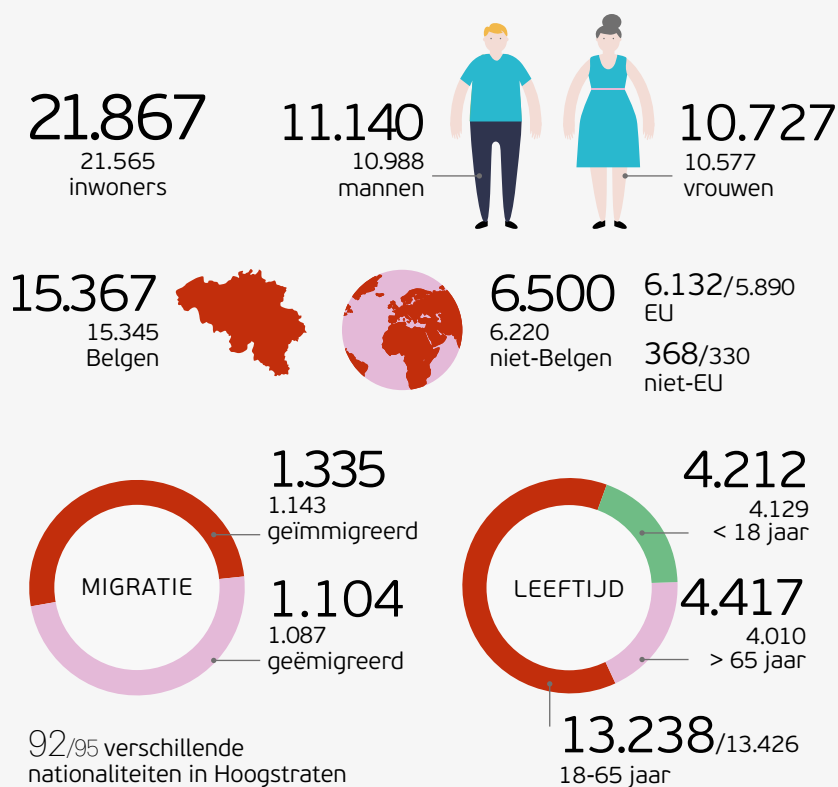 21.867
21.565
inwoners
11.140
10.988
mannen
10.727
10.577
vrouwen
15.367
15.345
Belgen
6.500
6.220
niet-Belgen
6.132/5.890
EU
368/330
niet-EU
MIGRATIE
1.335
1.143
geïmmigreerd
1.104
1.087
geëmigreerd
92/95 verschillende
nationaliteiten in Hoogstraten
LEEFTIJD
4.212
4.129
< 18 jaar
4.417
4.010
> 65 jaar
13.238/13.426
18-65 jaar